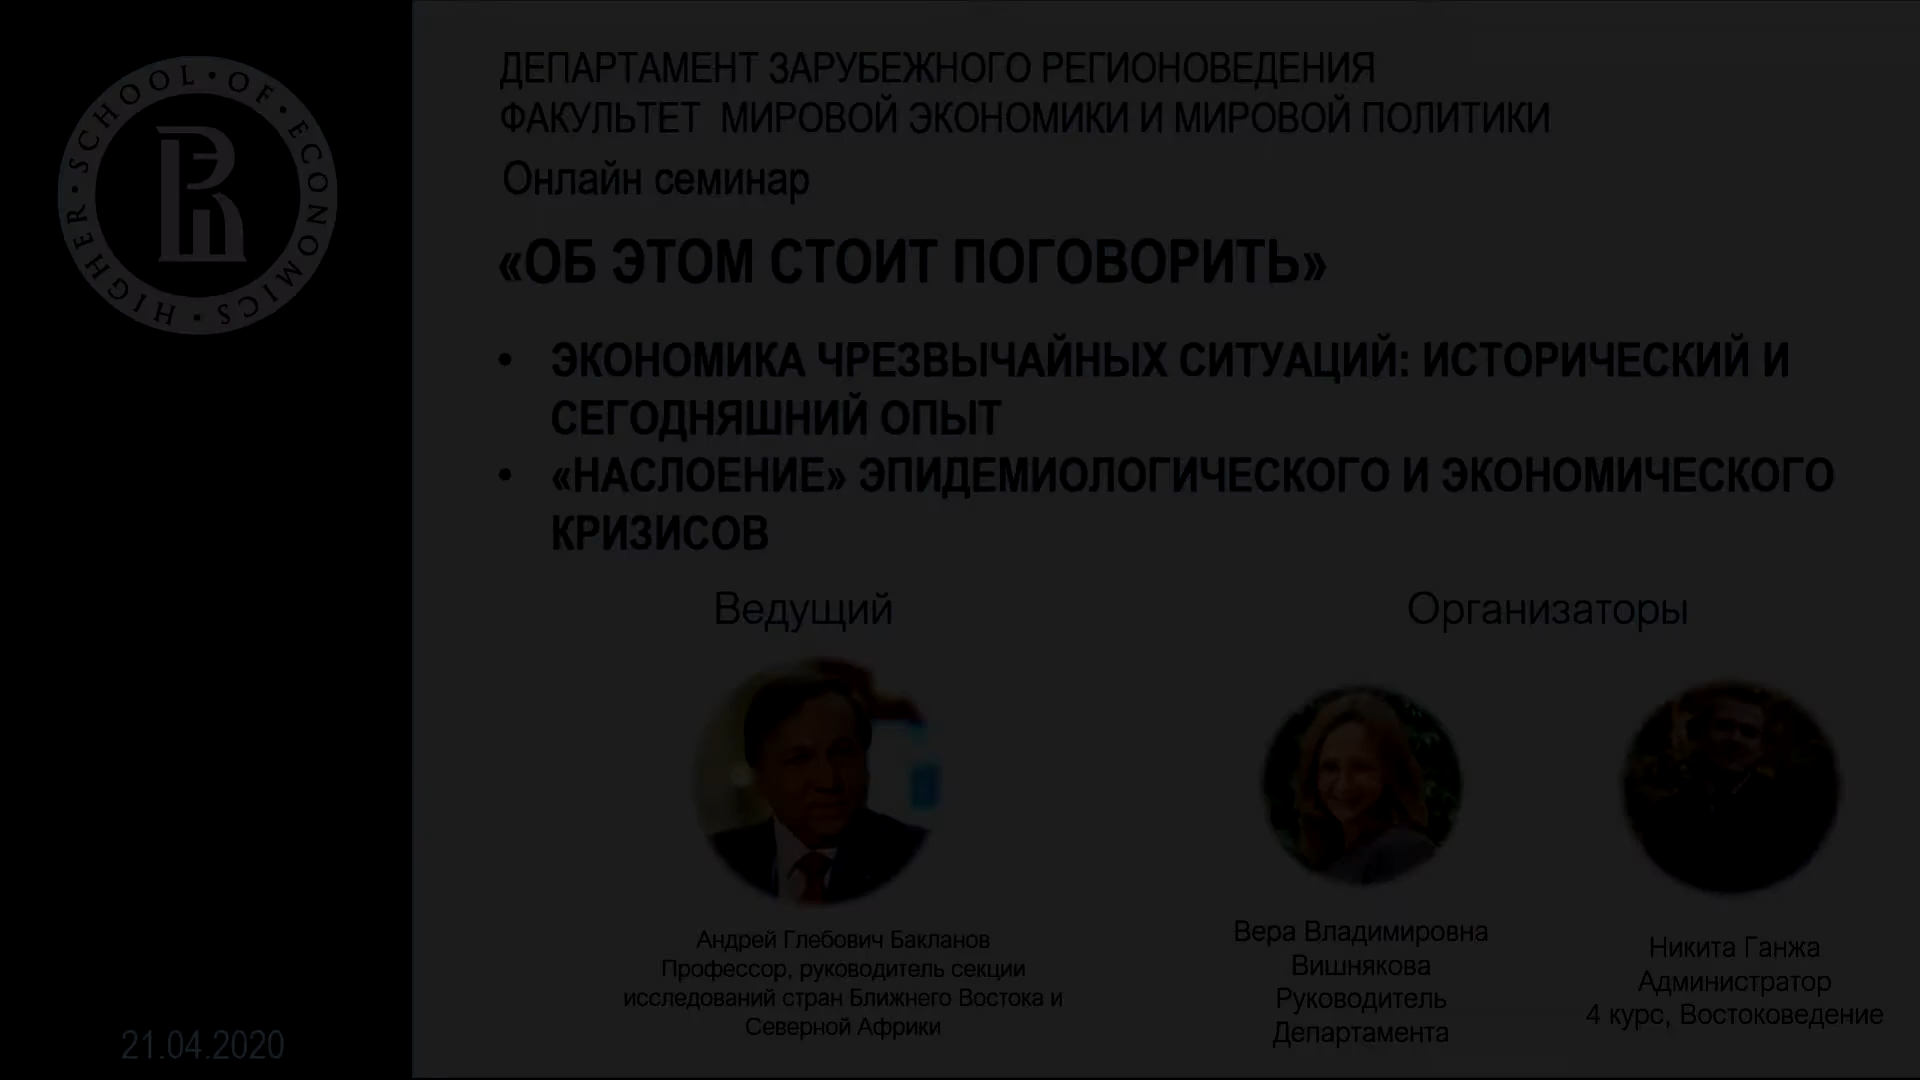 HIGHER · SCHOOL · OF · ECONOMICS ·
ДЕПАРТАМЕНТ ЗАРУБЕЖНОГО РЕГИОНОВЕДЕНИЯ
ФАКУЛЬТЕТ МИРОВОЙ ЭКОНОМИКИ И МИРОВОЙ ПОЛИТИКИ
Онлайн семинар
«ОБ ЭТОМ СТОИТ ПОГОВОРИТЬ»
• ЭКОНОМИКА ЧРЕЗВЫЧАЙНЫХ СИТУАЦИЙ: ИСТОРИЧЕСКИЙ И
СЕГОДНЯШНИЙ ОПЫТ
• «НАСЛОЕНИЕ» ЭПИДЕМИОЛОГИЧЕСКОГО И ЭКОНОМИЧЕСКОГО
КРИЗИСОВ
Ведущий
Андрей Глебович Бакланов
Профессор, руководитель секции
исследований стран Ближнего Востока и
Северной Африки
Организаторы
Вера Владимировна
Вишнякова
Руководитель
Департамента
Никита Ганжа
Администратор
4 курс, Востоковедение
21.04.2020